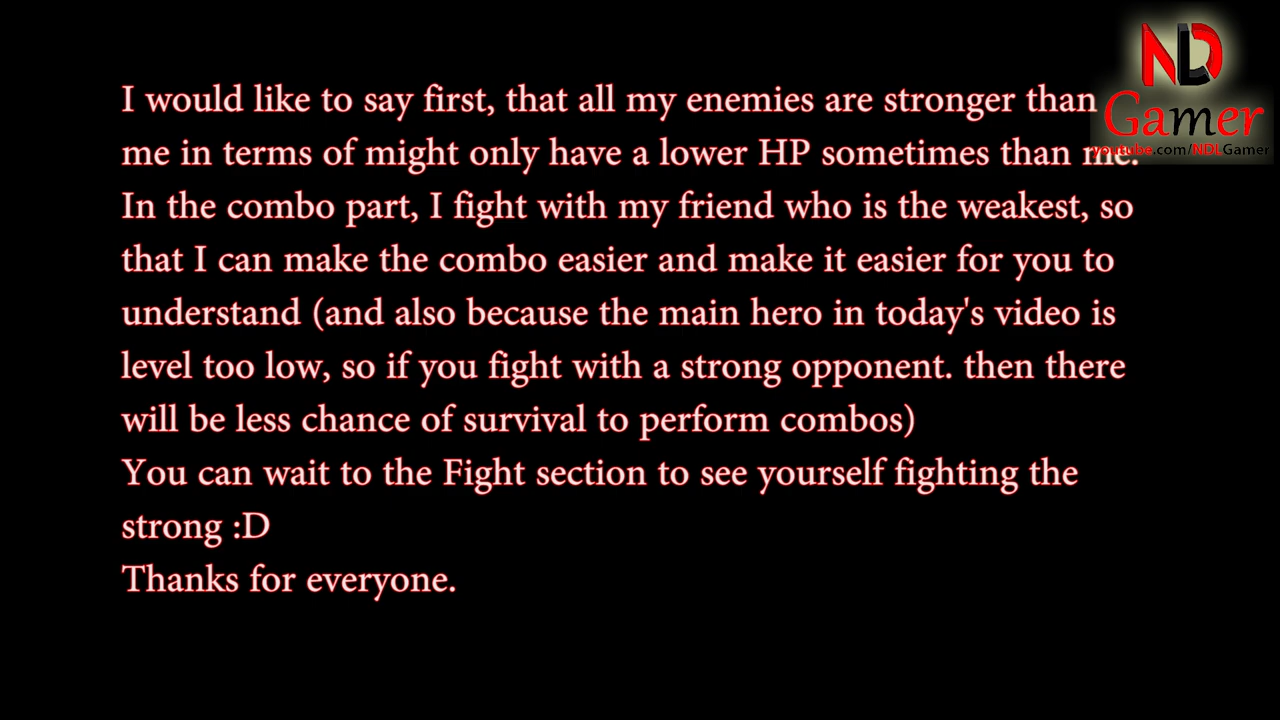 I would like to say first, that all my enemies are stronger than
me in terms of might only have a lower HP sometimes than me.
In the combo part, I fight with my friend who is the weakest, so
that I can make the combo easier and make it easier for you to
understand (and also because the main hero in today's video is
level too low, so if you fight with a strong opponent. then there
will be less chance of survival to perform combos)
You can wait to the Fight section to see yourself fighting the
strong :D
Thanks for everyone.
ND
Gamer
youtube.com/NDLGamer